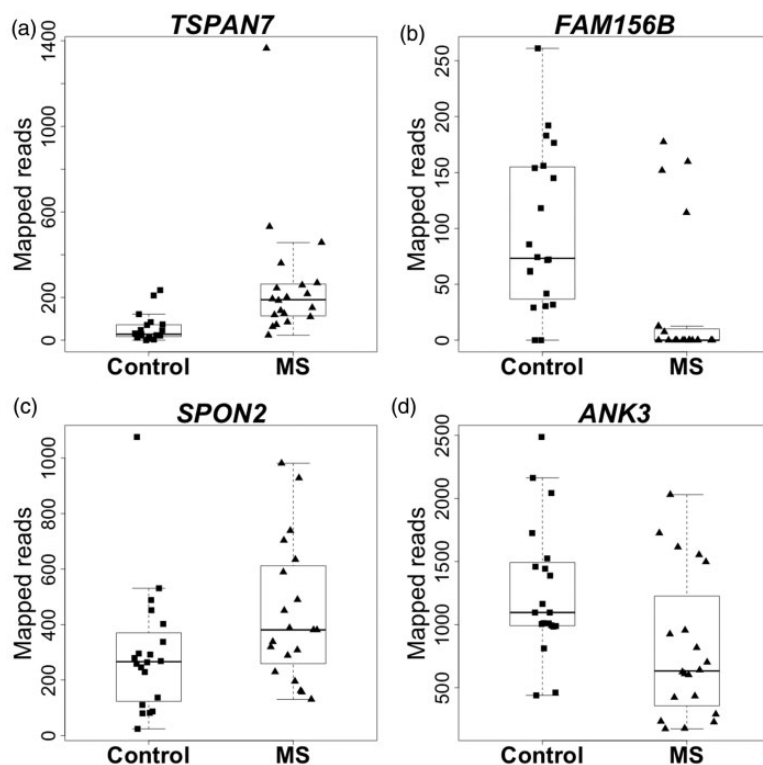 (a) TSPAN7
Mapped reads
1400
600
400
200
0
Control MS
(b) FAM156B
Mapped reads
250
200
150
100
50
0
Control MS
(c) SPON2
Mapped reads
1000
800
600
400
200
0
Control MS
(d) ANK3
Mapped reads
2500
2000
1500
1000
500
Control MS